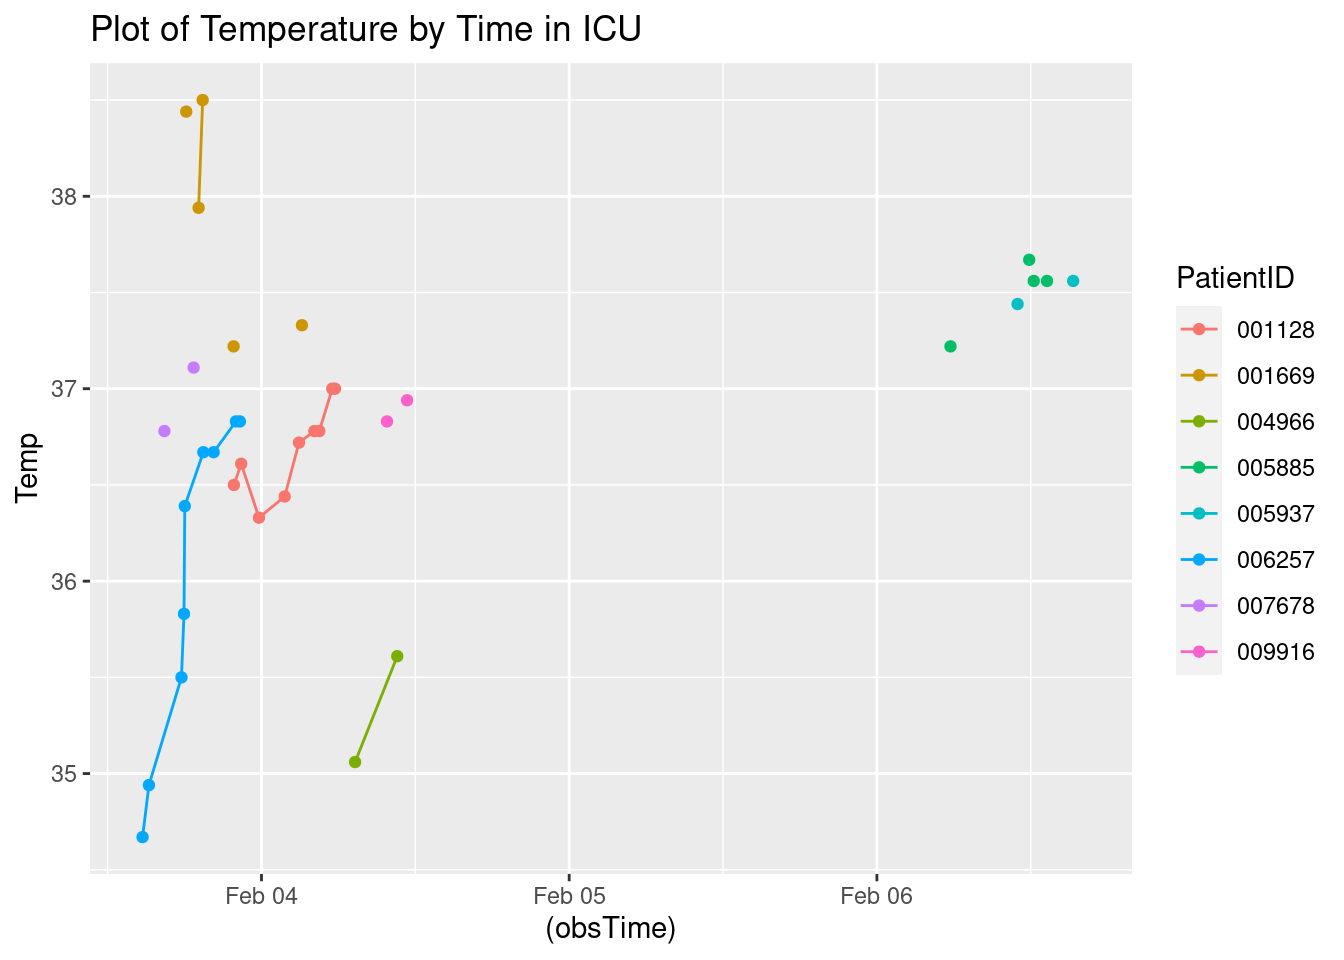 Plot of Temperature by Time in ICU
Temp
38
37
36
35
Feb 04
Feb 05
Feb 06
(obsTime)
PatientID
001128
001669
004966
005885
005937
006257
007678
009916